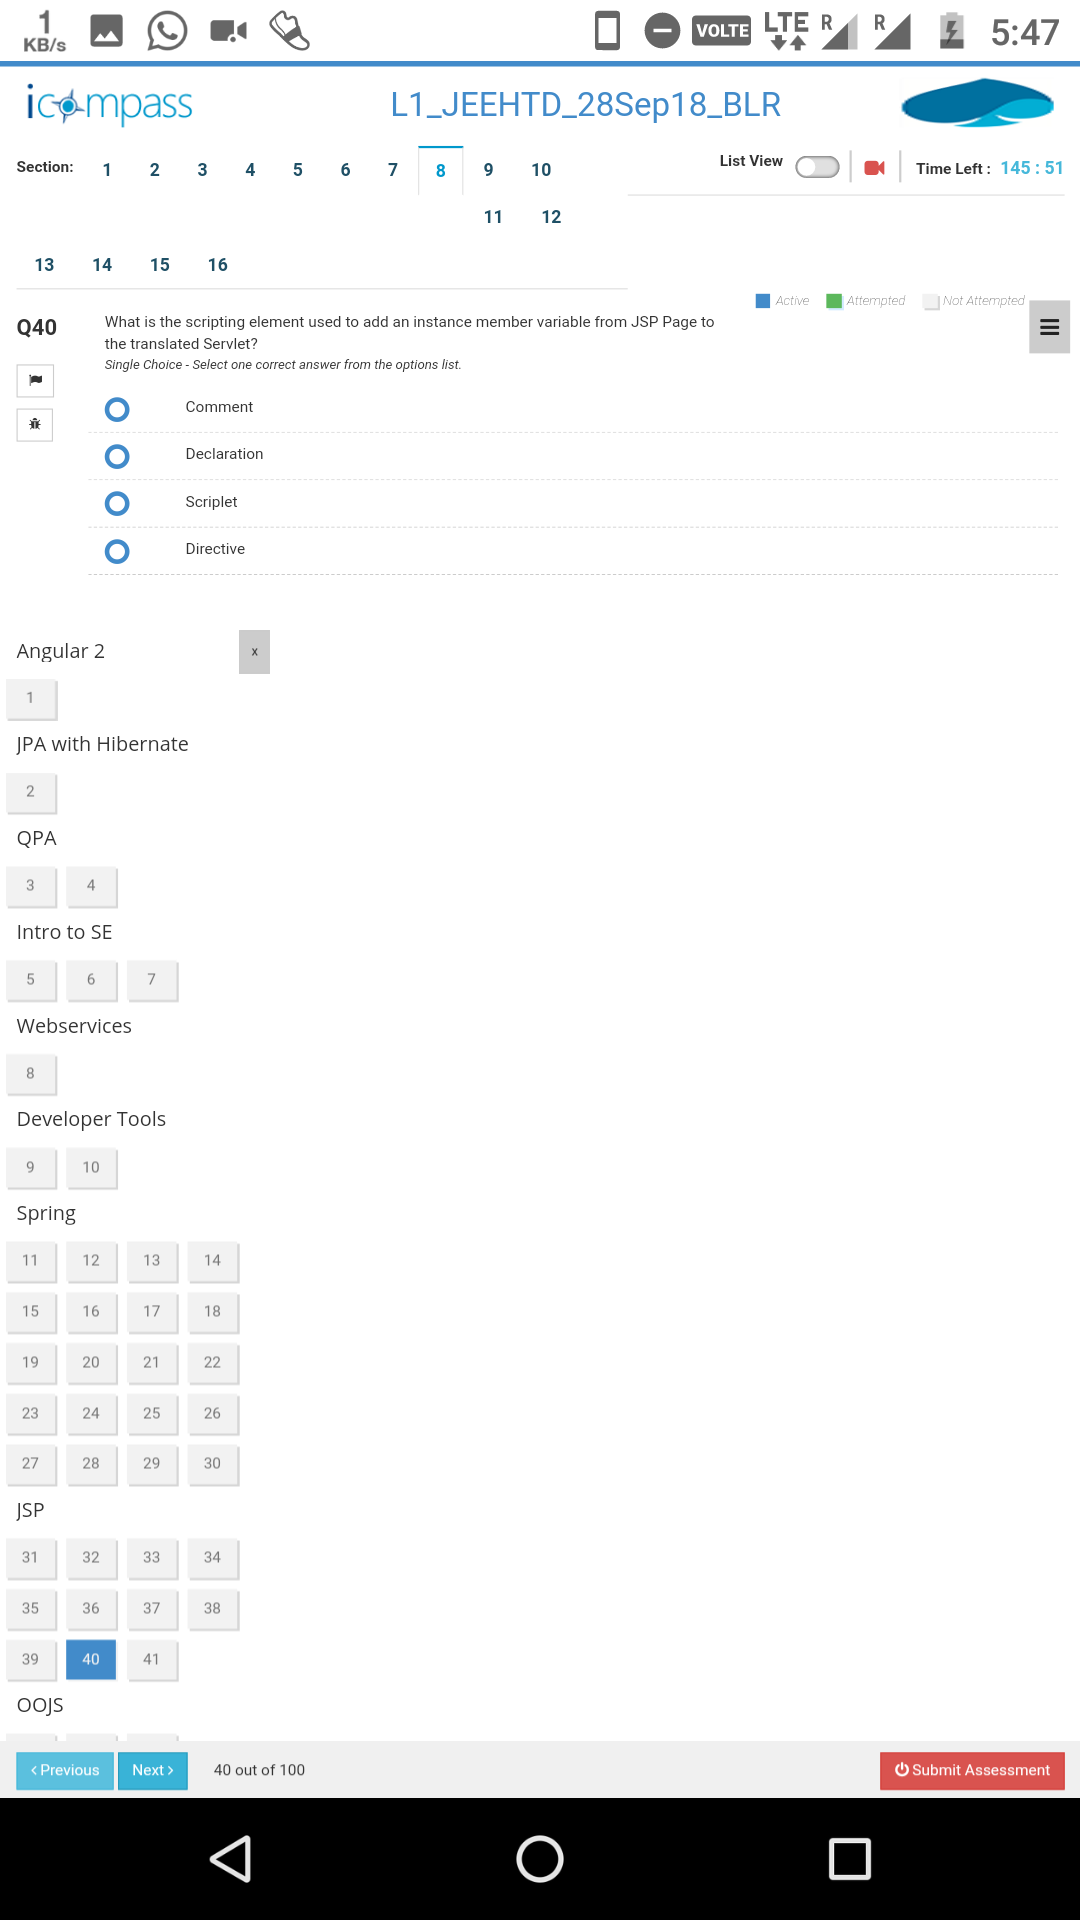 1
KB/s
VOLTE
LTE
R
R
5:47
icompass
L1_JEEHTD_28Sep18_BLR
Section: 1 2 3 4 5 6 7 8 9 10
List View
Time Left : 145 : 51
11 12
13 14 15 16
Active Attempted Not Attempted
Q40
What is the scripting element used to add an instance member variable from JSP Page to
the translated Servlet?
Single Choice - Select one correct answer from the options list.
Comment
Declaration
Scriplet
Directive
Angular 2
x
1
JPA with Hibernate
2
QPA
3 4
Intro to SE
5 6 7
Webservices
8
Developer Tools
9 10
Spring
11 12 13 14
15 16 17 18
19 20 21 22
23 24 25 26
27 28 29 30
JSP
31 32 33 34
35 36 37 38
39 40 41
OOJS
Previous Next 40 out of 100 Submit Assessment